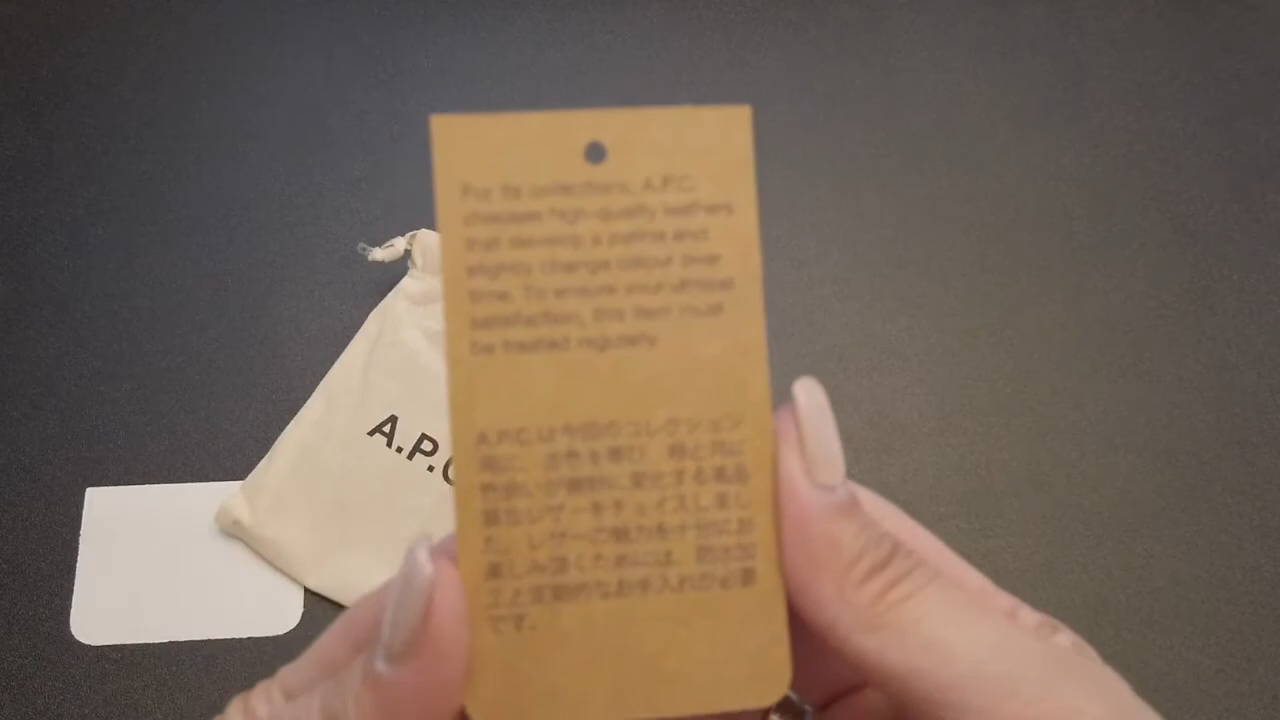 For its collections, A.P.C.
chooses high-quality leathers
that develop a patina and
slightly change colour over
time. To ensure your utmost
satisfaction, this item must
be treated regularly.
A.P.C.は今回のコレクション
用に、古色を帯び、時と共に
色合いが微妙に変化する高品
質なレザーをチョイスしまし
た。レザーの魅力を十分にお
楽しみ頂くためには、防水加
工と定期的なお手入れが必要
です。
A.P.C